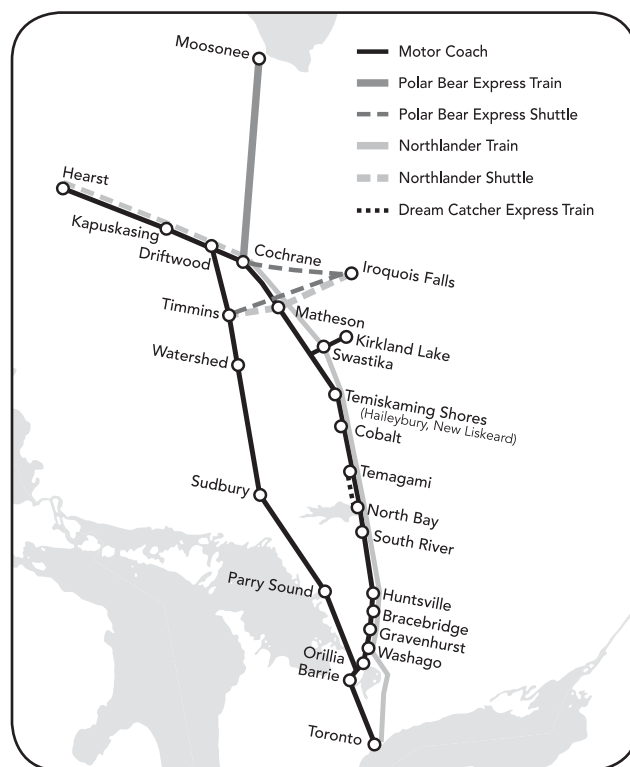 Moosonee
Motor Coach
Polar Bear Express Train
Polar Bear Express Shuttle
Northlander Train
Northlander Shuttle
Dream Catcher Express Train
Hearst
Kapuskasing
Driftwood
Cochrane
Iroquois Falls
Timmins
Matheson
Kirkland Lake
Swastika
Watershed
Temiskaming Shores
(Haileybury, New Liskeard)
Cobalt
Temagami
Sudbury
North Bay
South River
Parry Sound
Huntsville
Bracebridge
Gravenhurst
Washago
Orillia
Barrie
Toronto